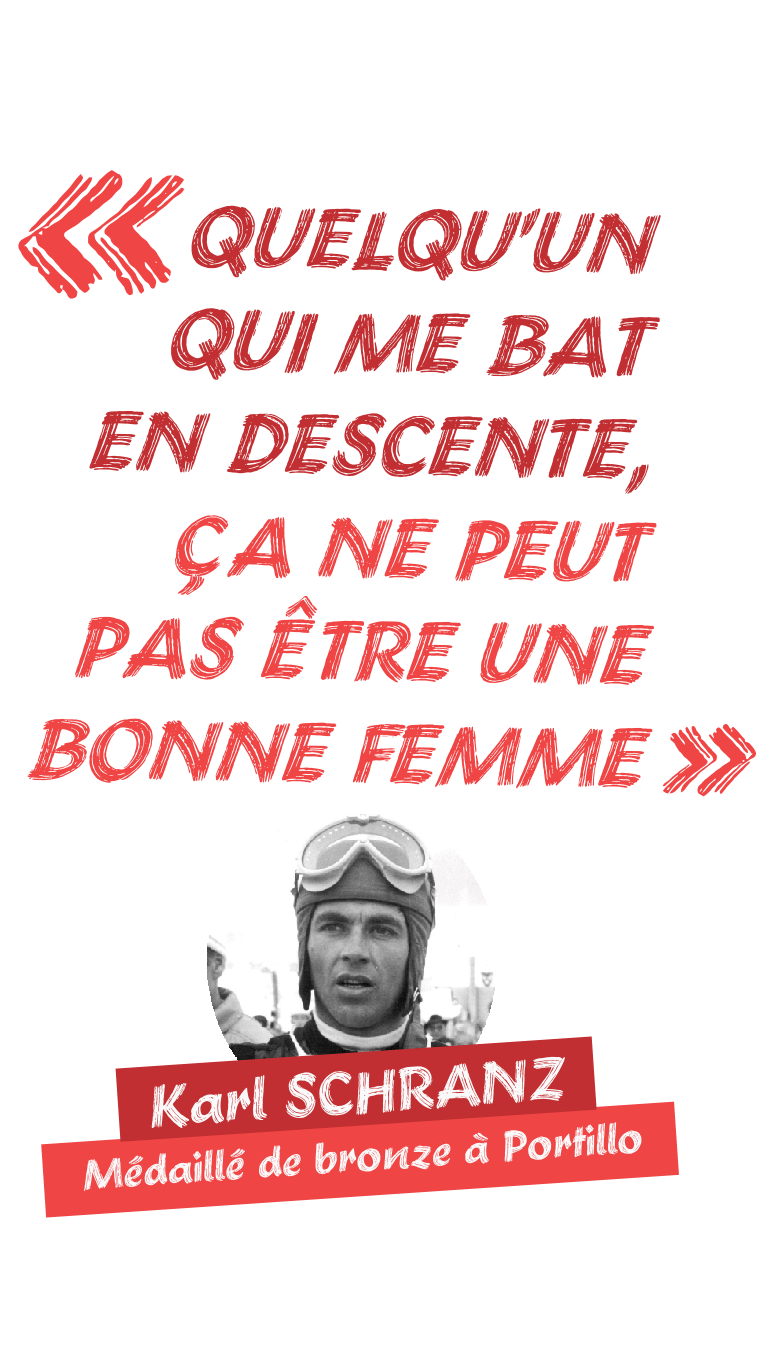 « QUELQU'UN
QUI ME BAT
EN DESCENTE,
ÇA NE PEUT
PAS ÊTRE UNE
BONNE FEMME »
Karl SCHRANZ
Médaillé de bronze à Portillo